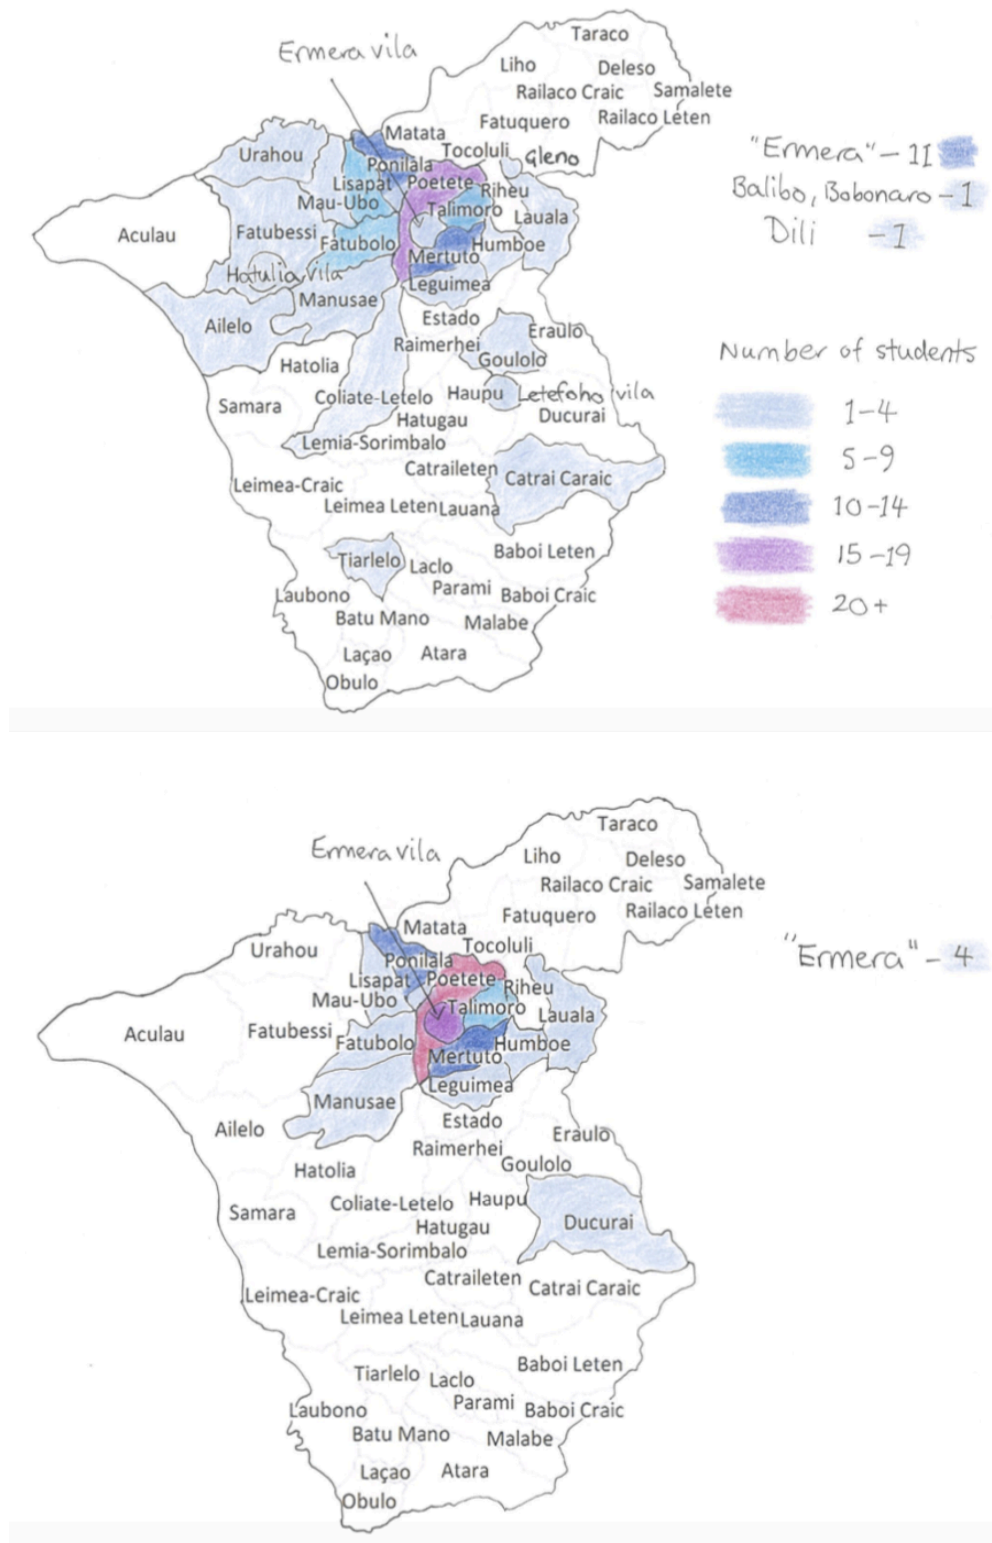 Ermera vila
Taraco
Liho
Deleso
Railaco Craic
Samalete
Railaco Leten
Fatuquero
Matata
Tocoluli
Gleno
Urahou
Ponilala
Lisapat
Poetete
Riheu
Mau-Ubo
Talimoro
Lauala
Aculau
Fatubessi
Fatubolo
Humboe
Mertuto
Hatulia vila
Leguimea
Manusae
Ailelo
Estado
Eraulo
Raimerhei
Goulolo
Hatolia
Samara
Coliate-Letelo
Haupu
Letefoho vila
Hatugau
Ducurai
Lemia-Sorimbalo
Catraileten
Catrai Caraic
Leimea-Craic
Leimea Leten
Lauana
Baboi Leten
Tiarlelo
Laclo
Laubono
Parami
Baboi Craic
Batu Mano
Malabe
Laçao
Atara
Obulo
"Ermera" - 11
Balibo, Bobonaro - 1
Dili - 1
Number of students
1-4
5-9
10-14
15-19
20+
Ermera vila
Taraco
Liho
Deleso
Railaco Craic
Samalete
Fatuquero
Railaco Leten
Matata
Tocoluli
Urahou
Ponilala
Lisapat
Poetete
Riheu
Mau-Ubo
Talimoro
Lauala
Aculau
Fatubessi
Fatubolo
Humboe
Mertuto
Leguimea
Manusae
Ailelo
Estado
Eraulo
Raimerhei
Goulolo
Hatolia
Samara
Coliate-Letelo
Haupu
Hatugau
Ducurai
Lemia-Sorimbalo
Catraileten
Catrai Caraic
Leimea-Craic
Leimea Leten
Lauana
Baboi Leten
Tiarlelo
Laclo
Laubono
Parami
Baboi Craic
Batu Mano
Malabe
Laçao
Atara
Obulo
"Ermera" - 4